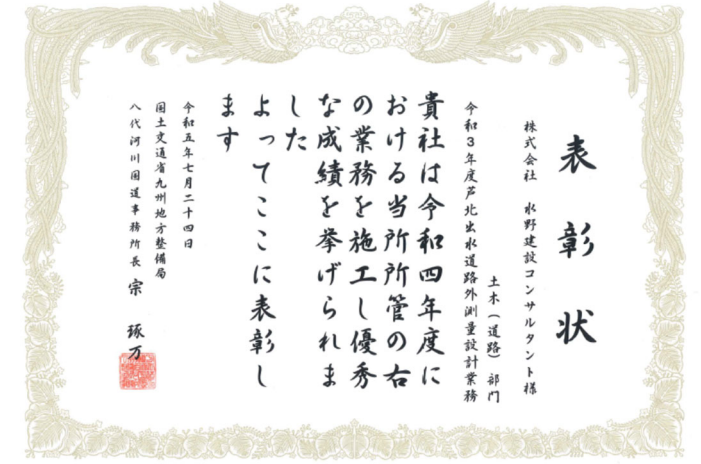 表彰状
株式会社 水野建設コンサルタント様
土木(道路)部門
令和3年度芦北出水道路外測量設計業務
貴社は令和四年度に
おける当所所管の右
の業務を施工し優秀
な成績を挙げられま
した
よってここに表彰し
ます
令和五年七月二十四日
国土交通省九州地方整備局
八代河川国道事務所長 宗 琢万